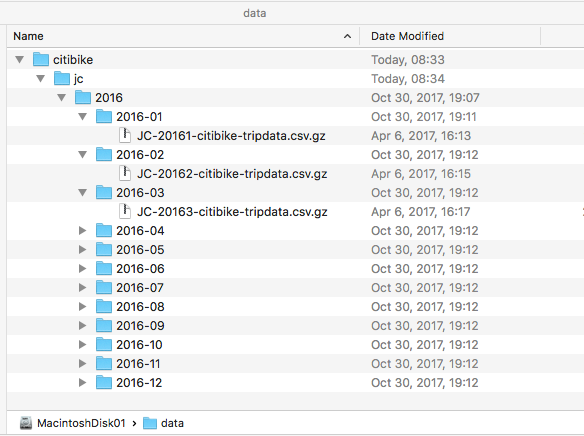 data
Name Date Modified
citibike Today, 08:33
jc Today, 08:34
2016 Oct 30, 2017, 19:07
2016-01 Oct 30, 2017, 19:11
JC-20161-citibike-tripdata.csv.gz Apr 6, 2017, 16:13
2016-02 Oct 30, 2017, 19:12
JC-20162-citibike-tripdata.csv.gz Apr 6, 2017, 16:15
2016-03 Oct 30, 2017, 19:12
JC-20163-citibike-tripdata.csv.gz Apr 6, 2017, 16:17
2016-04 Oct 30, 2017, 19:12
2016-05 Oct 30, 2017, 19:12
2016-06 Oct 30, 2017, 19:12
2016-07 Oct 30, 2017, 19:12
2016-08 Oct 30, 2017, 19:12
2016-09 Oct 30, 2017, 19:12
2016-10 Oct 30, 2017, 19:12
2016-11 Oct 30, 2017, 19:12
2016-12 Oct 30, 2017, 19:12
MacintoshDisk01 › data